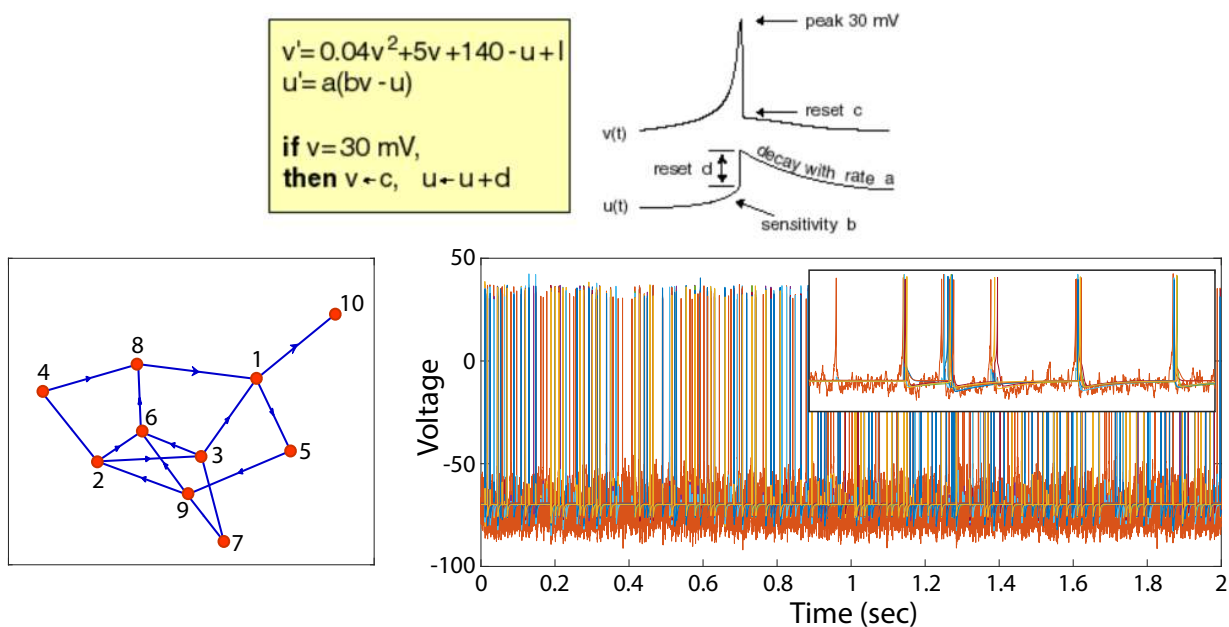 v'= 0.04v²+5v+140 -u+I
u'= a(bv -u)
if v=30 mV,
then v←c, u←u+d
peak 30 mV
reset c
v(t)
reset d
decay with rate a
u(t)
sensitivity b
10
8
1
4
6
3
5
2
9
7
50
0
-50
-100
Voltage
0
0.2
0.4
0.6
0.8
1
1.2
1.4
1.6
1.8
2
Time (sec)